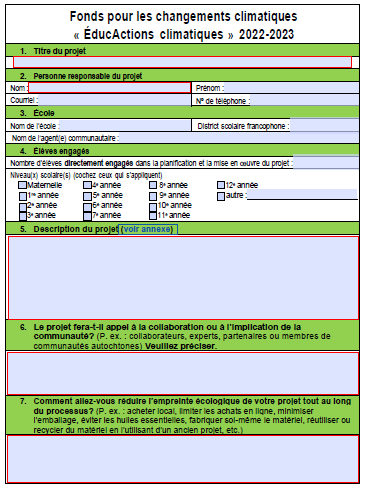 Fonds pour les changements climatiques
« ÉducActions climatiques » 2022-2023
1. Titre du projet
2. Personne responsable du projet
Nom : Prénom :
Courriel : Nº de téléphone :
3. École
Nom de l'école : District scolaire francophone :
Nom de l'agent(e) communautaire :
4. Élèves engagés
Nombre d'élèves directement engagés dans la planification et la mise en œuvre du projet :
Niveau(x) scolaire(s) (cochez ceux qui s'appliquent)
Maternelle 4e année 8e année 12e année
1re année 5e année 9e année autre :
2e année 6e année 10e année
3e année 7e année 11e année
5. Description du projet (voir annexe)
6. Le projet fera-t-il appel à la collaboration ou à l'implication de la
communauté? (P. ex. : collaborateurs, experts, partenaires ou membres de
communautés autochtones) Veuillez préciser.
7. Comment allez-vous réduire l'empreinte écologique de votre projet tout au long
du processus? (P. ex. : acheter local, limiter les achats en ligne, minimiser
l'emballage, éviter les huiles essentielles, fabriquer soi-même le matériel, réutiliser ou
recycler du matériel en l'utilisant d'un ancien projet, etc.)